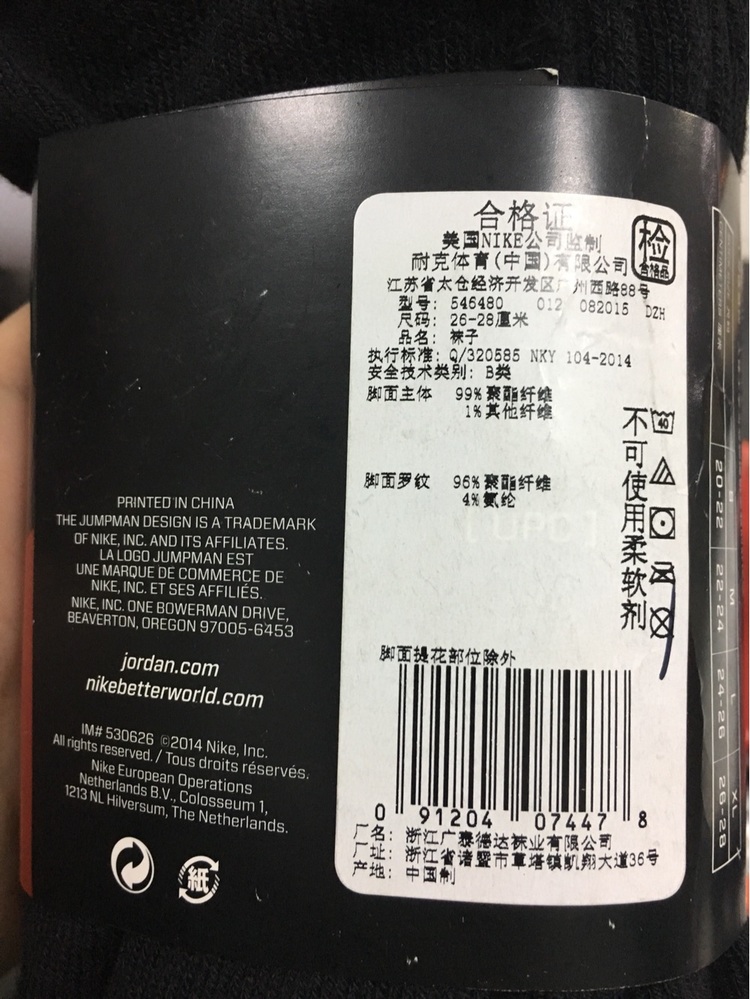 PRINTED IN CHINA
THE JUMPMAN DESIGN IS A TRADEMARK
OF NIKE, INC. AND ITS AFFILIATES.
LA LOGO JUMPMAN EST
UNE MARQUE DE COMMERCE DE
NIKE, INC. ET SES AFFILIÉS.
NIKE, INC. ONE BOWERMAN DRIVE,
BEAVERTON, OREGON 97005-6453
jordan.com
nikebetterworld.com
IM# 530626 ©2014 Nike, Inc.
All rights reserved. / Tous droits réservés.
Nike European Operations
Netherlands B.V., Colosseum 1,
1213 NL Hilversum, The Netherlands.
紙
合格证
美国NIKE公司监制
耐克体育(中国)有限公司
检
合格品
江苏省太仓经济开发区广州西路88号
型号: 546480 012 082015 DZH
尺码: 26-28厘米
品名: 袜子
执行标准: Q/320585 NKY 104-2014
安全技术类别: B类
脚面主体 99%聚酯纤维
1%其他纤维
脚面罗纹 96%聚酯纤维
4%氨纶
[UPC]
40
不可使用柔软剂
脚面提花部位除外
0 91204 07447 8
厂名: 浙江广泰德达袜业有限公司
厂址: 浙江省诸暨市草塔镇凯翔大道36号
产地: 中国制
S M L XL
20-22 22-24 24-26 26-28